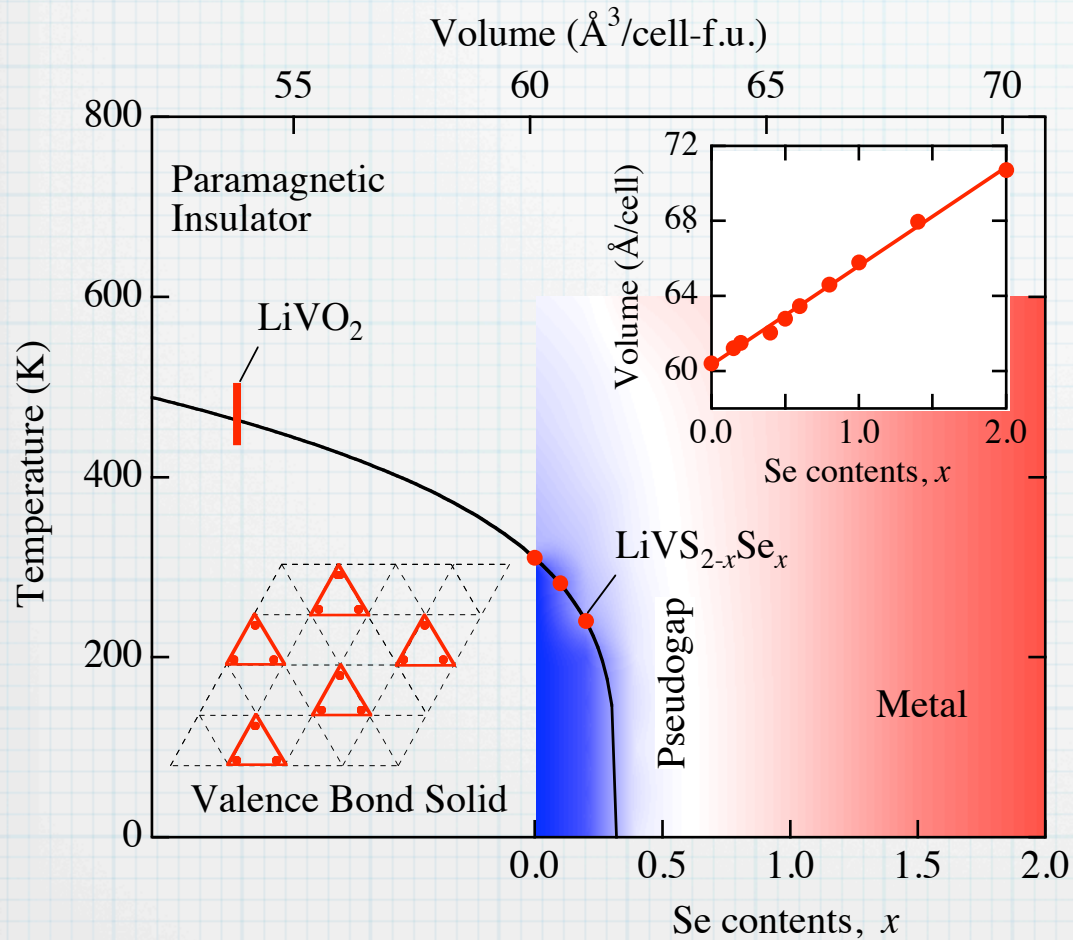 Volume (Å³/cell-f.u.)
55 60 65 70
800
600
400
200
0
Temperature (K)
Paramagnetic
Insulator
LiVO₂
Valence Bond Solid
LiVS₂₋ₓSeₓ
Pseudogap
Metal
0.0 0.5 1.0 1.5 2.0
Se contents, x
72
68
64
60
Volume (Å/cell)
0.0 1.0 2.0
Se contents, x